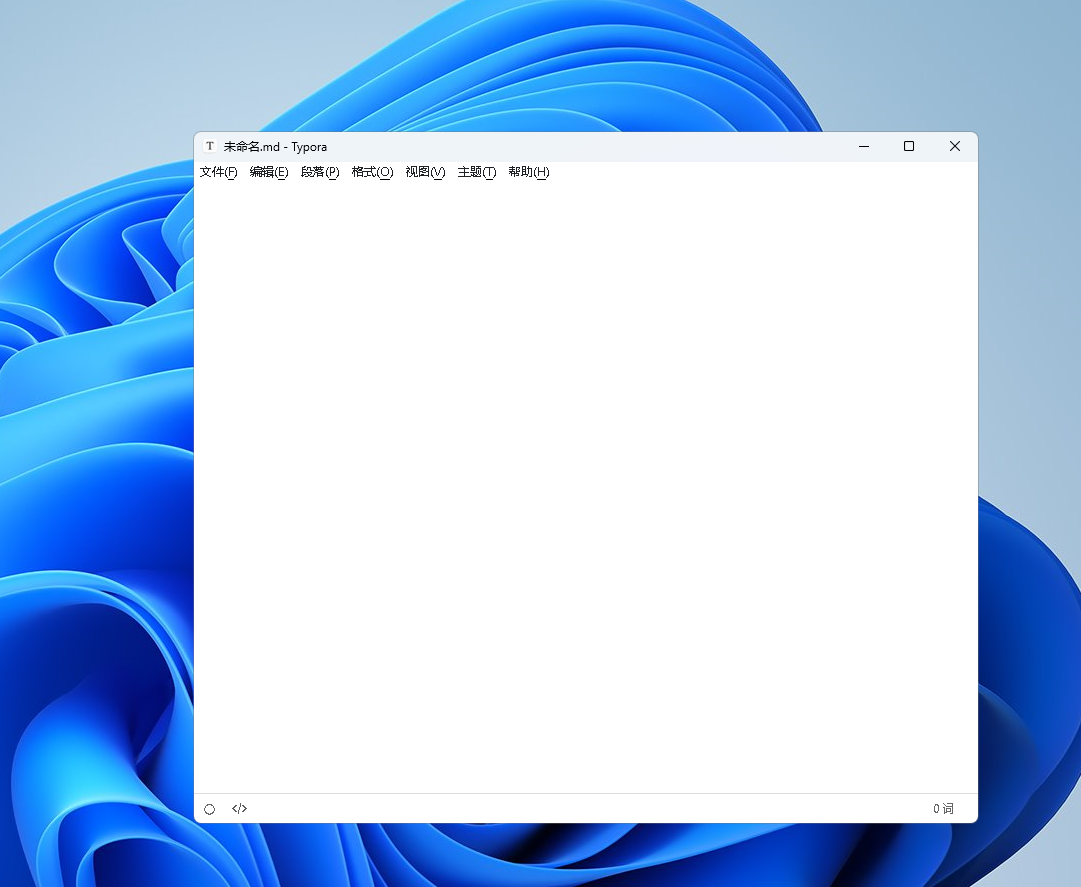 T 未命名.md - Typora
文件(F) 编辑(E) 段落(P) 格式(O) 视图(V) 主题(T) 帮助(H)
</> 0 词